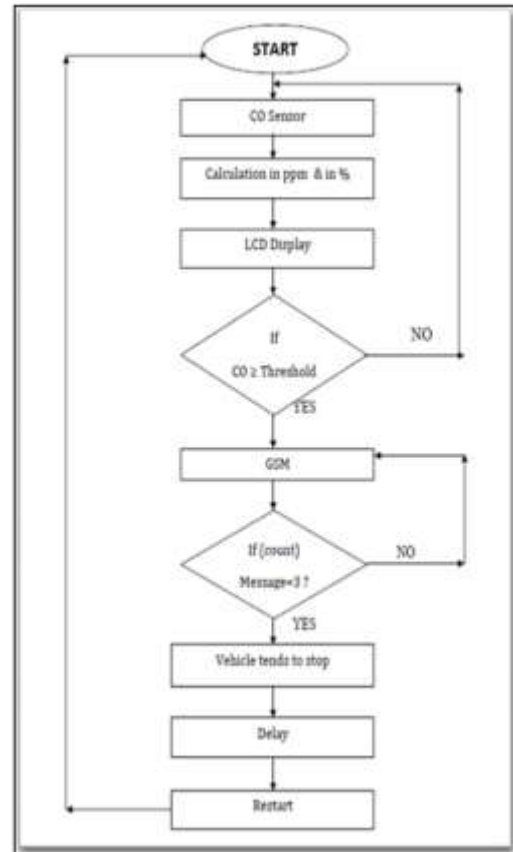 START
CO Sensor
Calculation in ppm & in %
LCD Display
If
CO ≥ Threshold
NO
YES
GSM
If (count)
Message=3 ?
NO
YES
Vehicle tends to stop
Delay
Restart